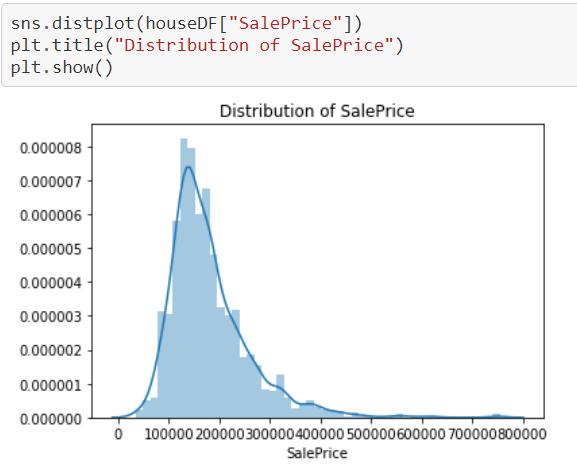 sns.distplot(houseDF["SalePrice"])
plt.title("Distribution of SalePrice")
plt.show()
Distribution of SalePrice
0.000008
0.000007
0.000006
0.000005
0.000004
0.000003
0.000002
0.000001
0.000000
0 100000 200000 300000 400000 500000 600000 700000 800000
SalePrice